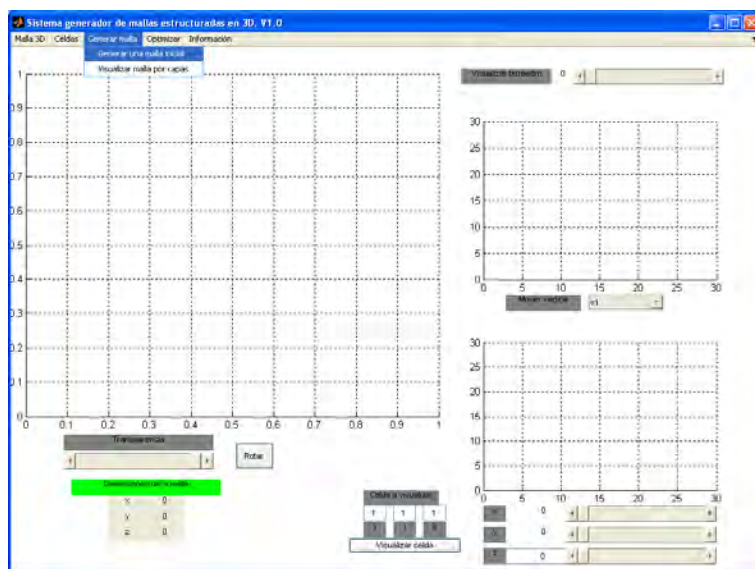 Sistema generador de mallas estructuradas en 3D. V1.0
Malla 3D Celdas Generar malla Optimizar Información
Generar una malla inicial
Visualizar malla por capas
1
0.9
0.8
0.7
0.6
0.5
0.4
0.3
0.2
0.1
0
0 0.1 0.2 0.3 0.4 0.5 0.6 0.7 0.8 0.9 1
Transparencia
Rotar
x 0
y 0
z 0
Celda a visualizar
1 1 1
Visualizar celda
Visualizar 0
30
25
20
15
10
5
0
0 5 10 15 20 25 30
Mover vertice v1
30
25
20
15
10
5
0
0 5 10 15 20 25 30
0
0
0